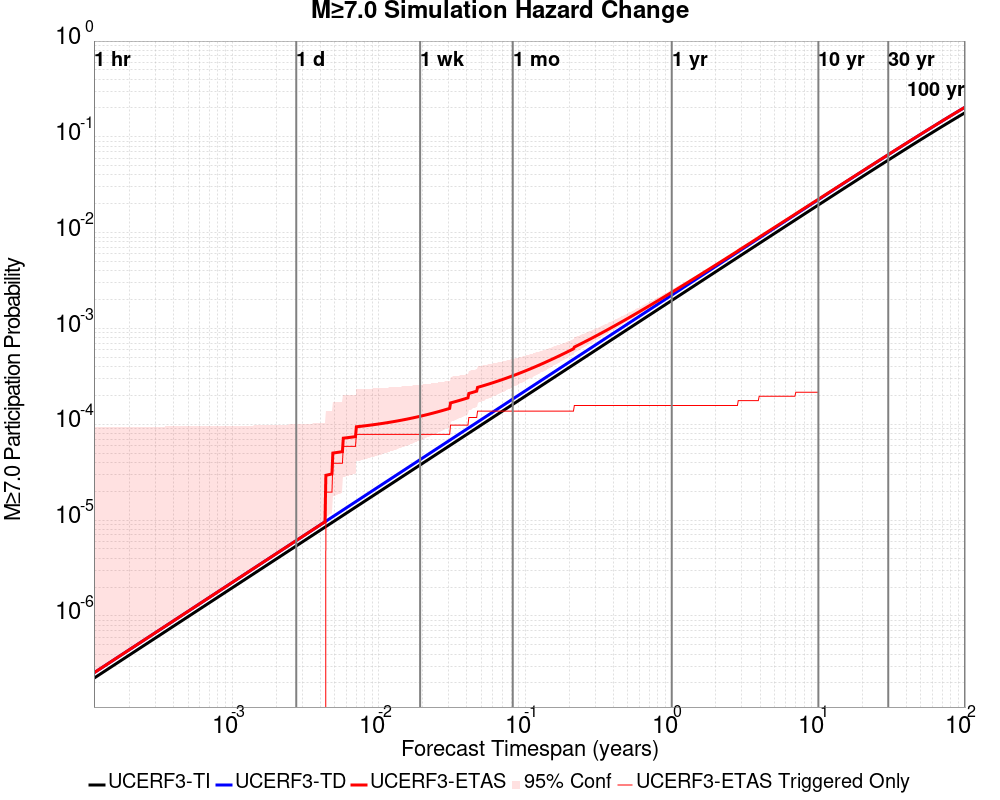 M≥7.0 Simulation Hazard Change
10^0
10^-1
10^-2
10^-3
10^-4
10^-5
10^-6
M≥7.0 Participation Probability
1 hr
1 d
1 wk
1 mo
1 yr
10 yr
30 yr
100 yr
10^-3
10^-2
10^-1
10^0
10^1
10^2
Forecast Timespan (years)
UCERF3-TI
UCERF3-TD
UCERF3-ETAS
95% Conf
UCERF3-ETAS Triggered Only